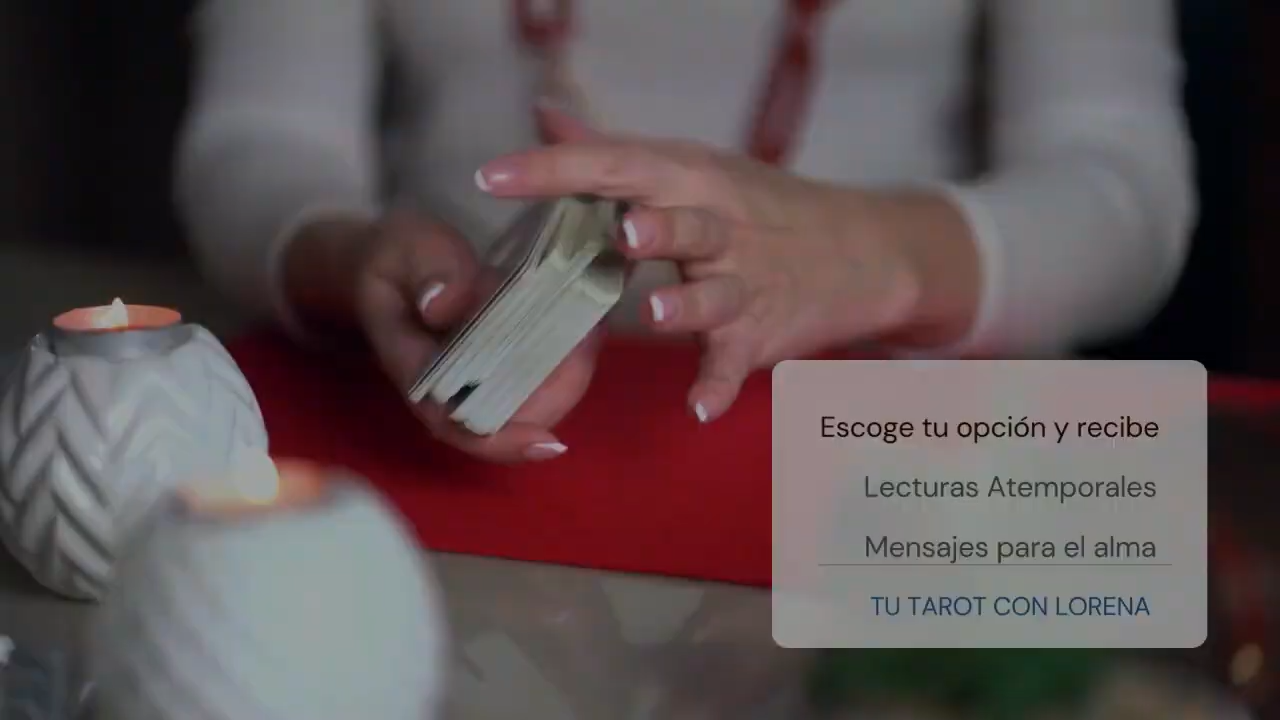 Escoge tu opción y recibe
Lecturas Atemporales
Mensajes para el alma
TU TAROT CON LORENA